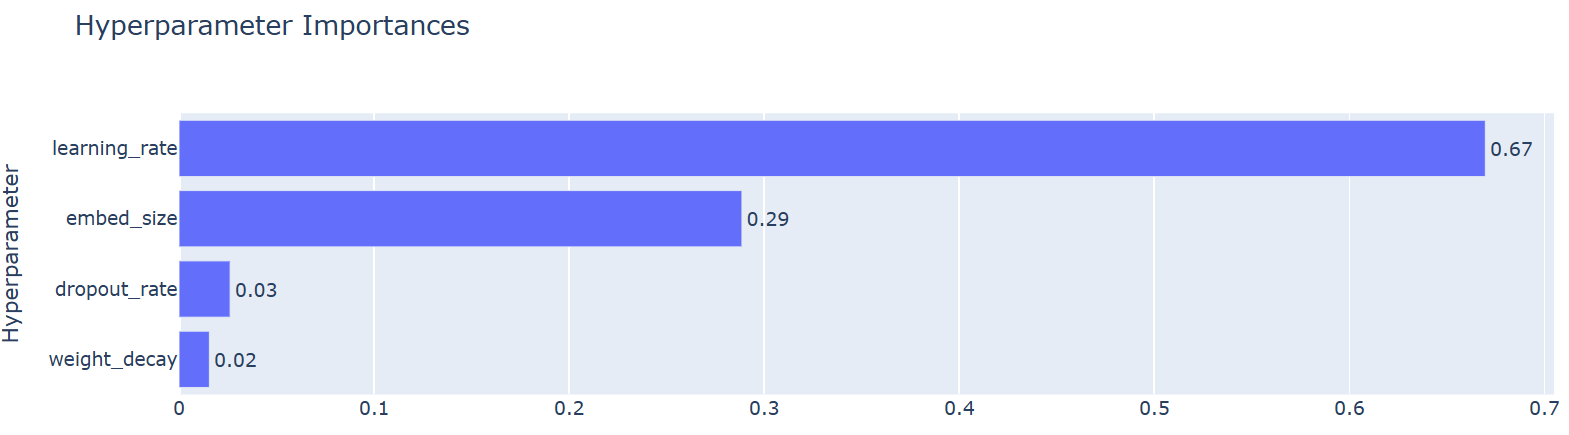 Hyperparameter Importances
Hyperparameter
learning_rate 0.67
embed_size 0.29
dropout_rate 0.03
weight_decay 0.02
0 0.1 0.2 0.3 0.4 0.5 0.6 0.7